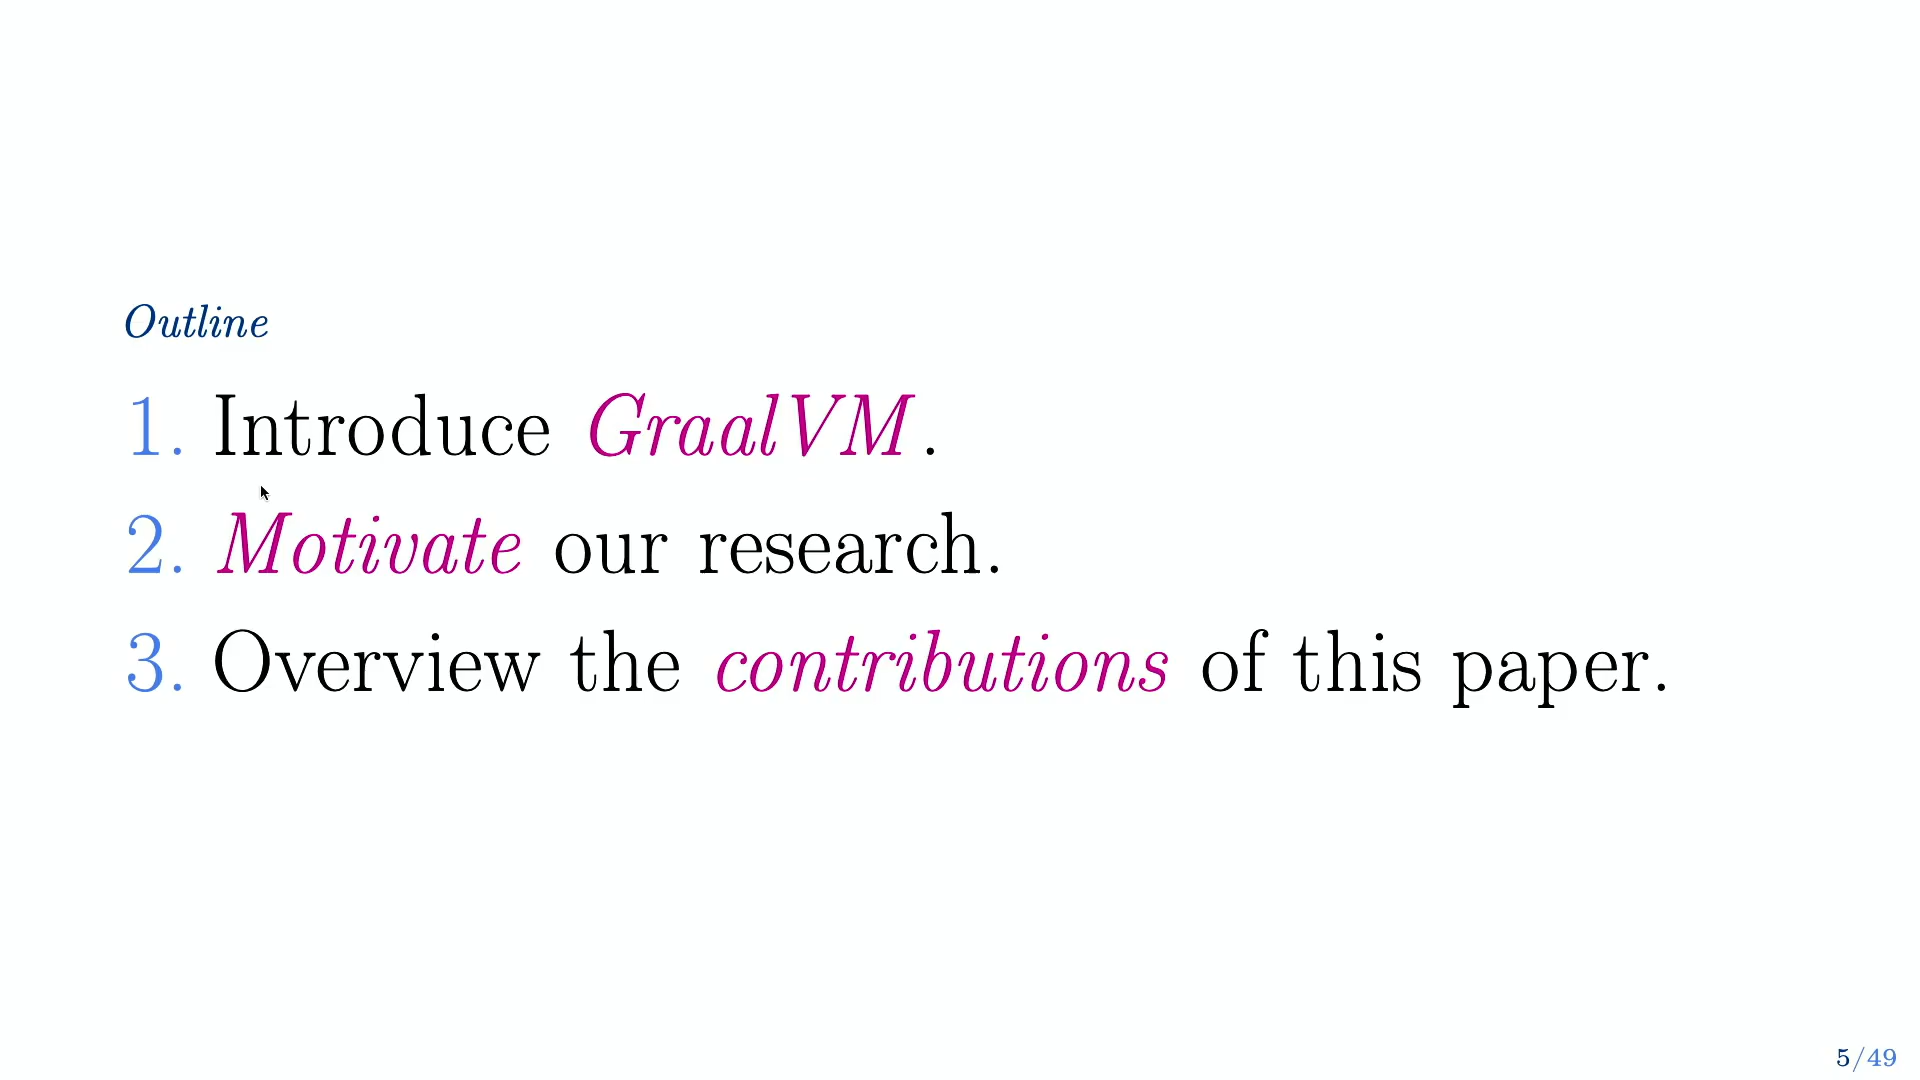 Outline
1. Introduce GraalVM.
2. Motivate our research.
3. Overview the contributions of this paper.
5/49